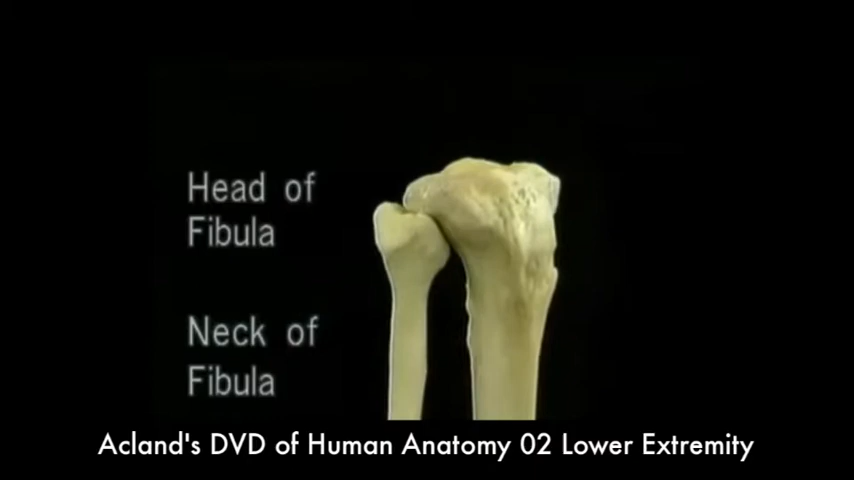 Head of
Fibula
Neck of
Fibula
Acland's DVD of Human Anatomy 02 Lower Extremity